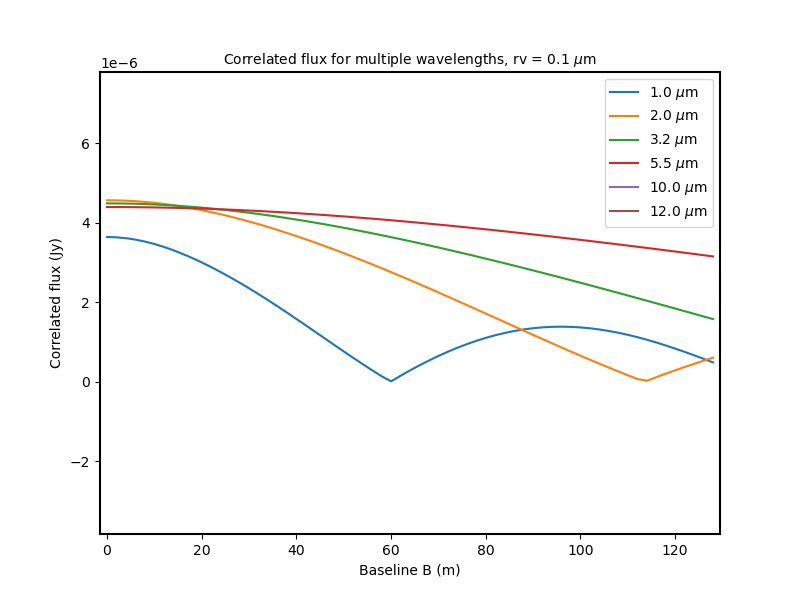 Correlated flux for multiple wavelengths, rv = 0.1 μm
1e−6
1.0 μm
2.0 μm
3.2 μm
5.5 μm
10.0 μm
12.0 μm
6
4
2
0
−2
Correlated flux (Jy)
0 20 40 60 80 100 120
Baseline B (m)